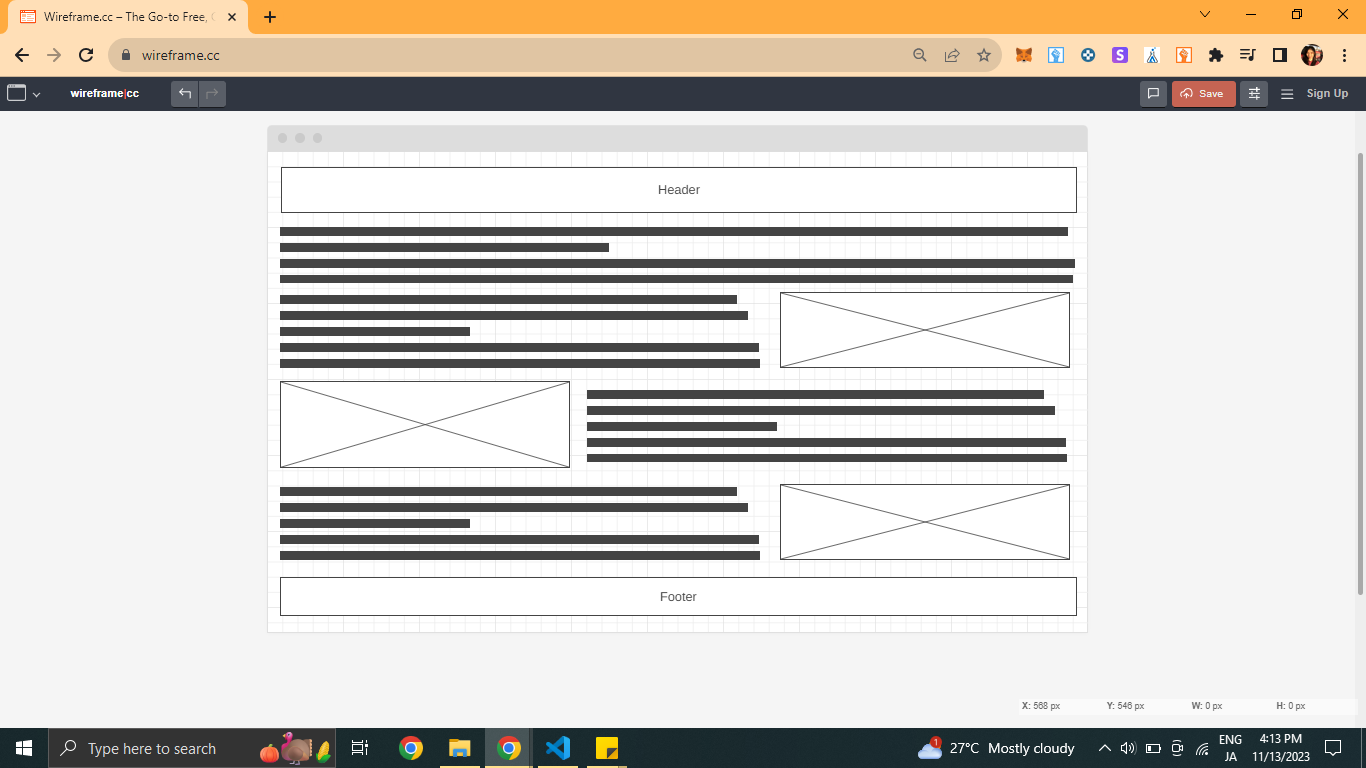 Wireframe.cc – The Go-to Free,
wireframe.cc
wireframe|cc
Save
Sign Up
Header
Footer
X: 568 px Y: 546 px W: 0 px H: 0 px
Type here to search
1
27°C Mostly cloudy
ENG
JA
4:13 PM
11/13/2023